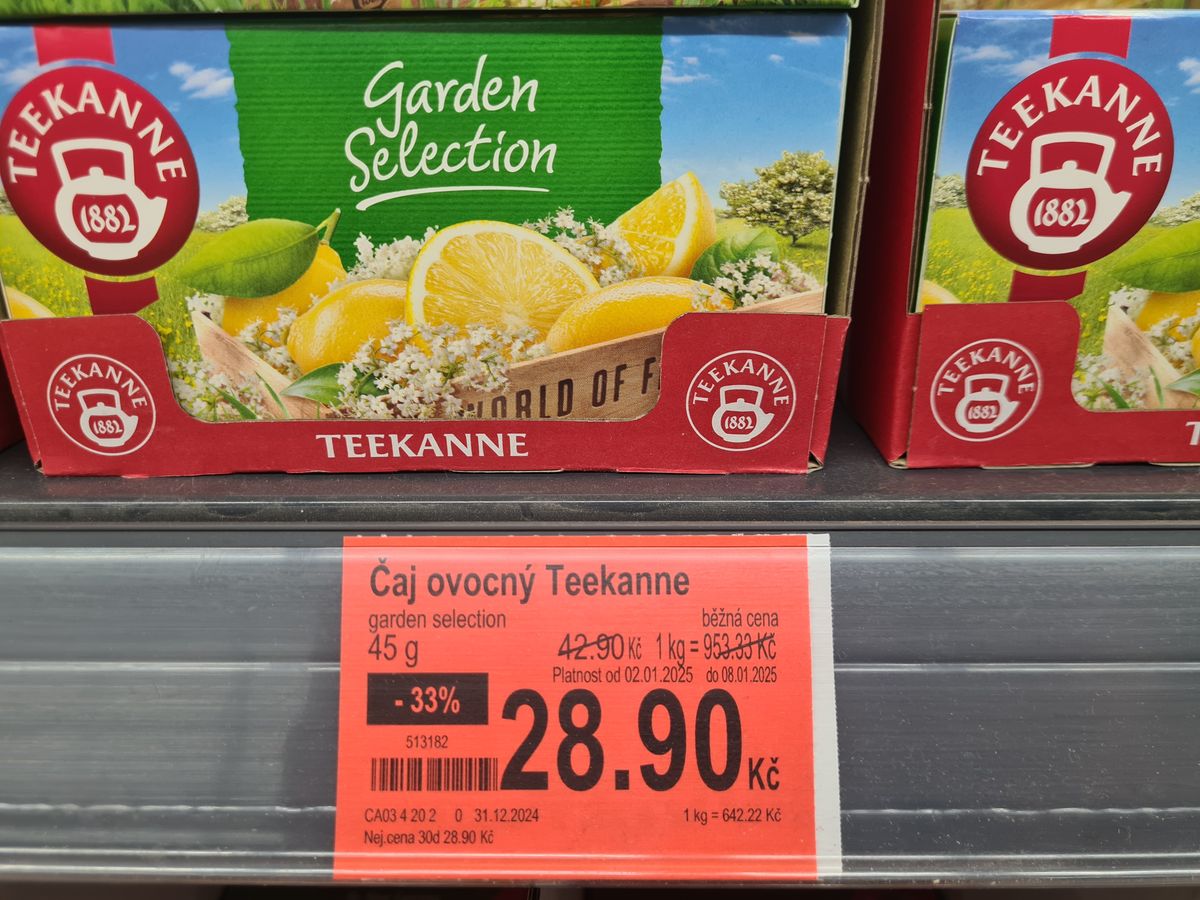 TEEKANNE
1882
Garden
Selection
TEEKANNE
1882
WORLD OF F
TEEKANNE
1882
TEEKANNE
TEEKANNE
1882
TEEKANNE
1882
T
Čaj ovocný Teekanne
garden selection
běžná cena
45 g
42.90 Kč 1 kg = 953.33 Kč
Platnost od 02.01.2025 do 08.01.2025
- 33%
28.90 Kč
513182
CA03 4 20 2 0 31.12.2024
1 kg = 642.22 Kč
Nej.cena 30d 28.90 Kč